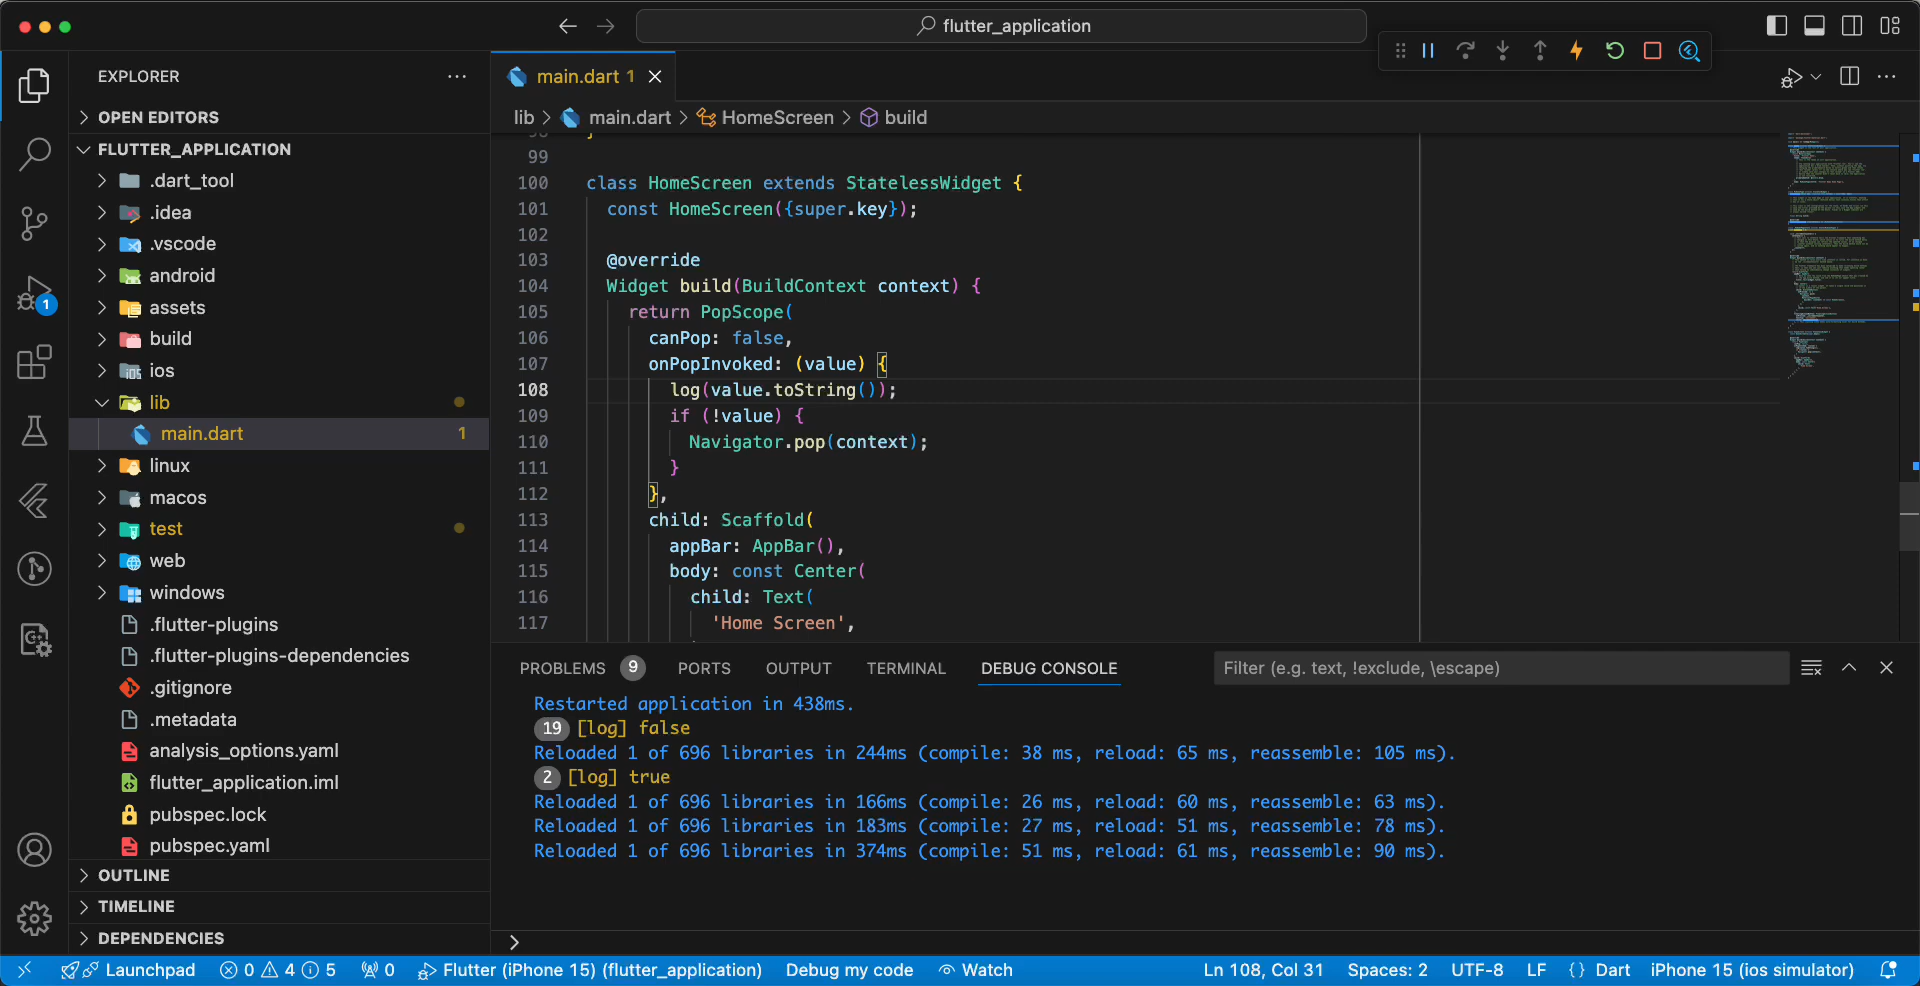 flutter_application
EXPLORER
OPEN EDITORS
FLUTTER_APPLICATION
.dart_tool
.idea
.vscode
android
assets
build
ios
lib
main.dart 1
linux
macos
test
web
windows
.flutter-plugins
.flutter-plugins-dependencies
.gitignore
.metadata
analysis_options.yaml
flutter_application.iml
pubspec.lock
pubspec.yaml
OUTLINE
TIMELINE
DEPENDENCIES
1
main.dart 1
lib > main.dart > HomeScreen > build
99
100 class HomeScreen extends StatelessWidget {
101 const HomeScreen({super.key});
102
103 @override
104 Widget build(BuildContext context) {
105 return PopScope(
106 canPop: false,
107 onPopInvoked: (value) {
108 log(value.toString());
109 if (!value) {
110 Navigator.pop(context);
111 }
112 },
113 child: Scaffold(
114 appBar: AppBar(),
115 body: const Center(
116 child: Text(
117 'Home Screen',
PROBLEMS 9 PORTS OUTPUT TERMINAL DEBUG CONSOLE Filter (e.g. text, !exclude, \escape)
Restarted application in 438ms.
19 [log] false
Reloaded 1 of 696 libraries in 244ms (compile: 38 ms, reload: 65 ms, reassemble: 105 ms).
2 [log] true
Reloaded 1 of 696 libraries in 166ms (compile: 26 ms, reload: 60 ms, reassemble: 63 ms).
Reloaded 1 of 696 libraries in 183ms (compile: 27 ms, reload: 51 ms, reassemble: 78 ms).
Reloaded 1 of 696 libraries in 374ms (compile: 51 ms, reload: 61 ms, reassemble: 90 ms).
>
Launchpad 0 4 5 0 Flutter (iPhone 15) (flutter_application) Debug my code Watch Ln 108, Col 31 Spaces: 2 UTF-8 LF {} Dart iPhone 15 (ios simulator)